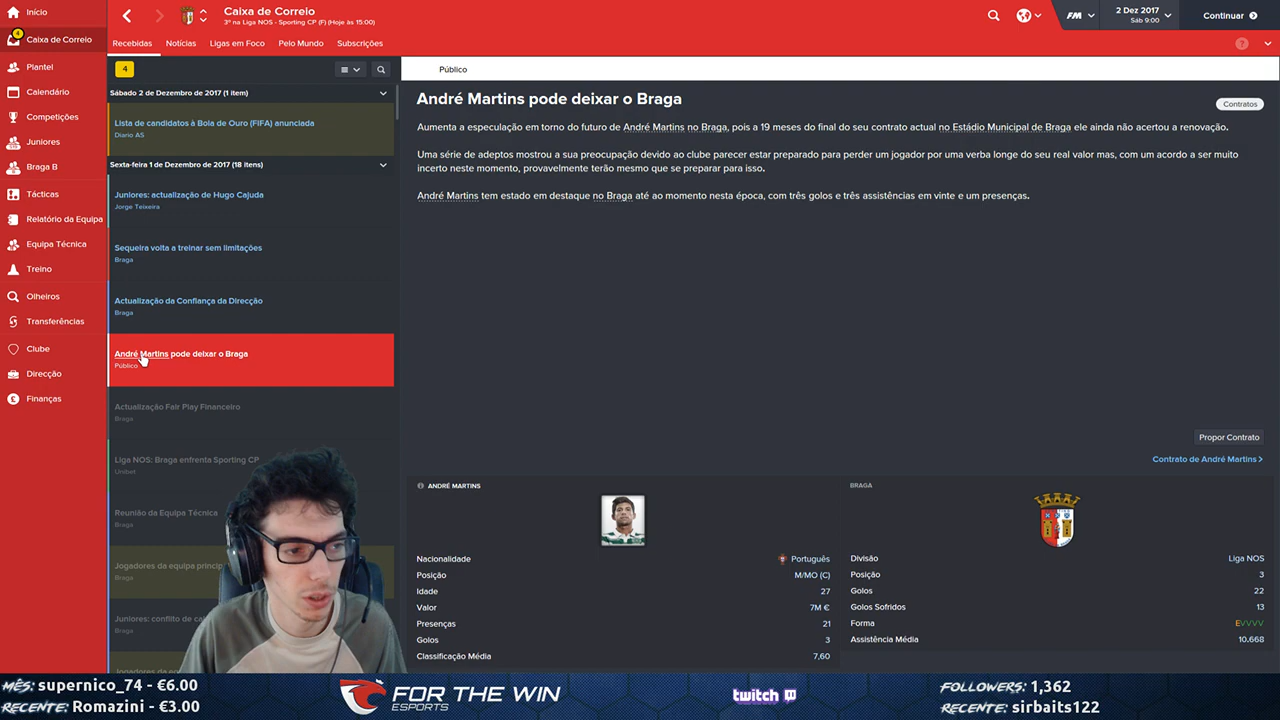 Início
4
Caixa de Correio
Plantel
Calendário
Competições
Juniores
Braga B
Tácticas
Relatório da Equipa
Equipa Técnica
Treino
Olheiros
Transferências
Clube
Direcção
Finanças
Caixa de Correio
3º na Liga NOS - Sporting CP (F) (Hoje às 15:00)
FM
2 Dez 2017
Sáb 9:00
Continuar
Recebidas
Notícias
Ligas em Foco
Pelo Mundo
Subscrições
?
4
Sábado 2 de Dezembro de 2017 (1 item)
Lista de candidatos à Bola de Ouro (FIFA) anunciada
Diario AS
Sexta-feira 1 de Dezembro de 2017 (18 itens)
Juniores: actualização de Hugo Cajuda
Jorge Teixeira
Sequeira volta a treinar sem limitações
Braga
Actualização da Confiança da Direcção
Braga
André Martins pode deixar o Braga
Público
Actualização Fair Play Financeiro
Braga
Liga NOS: Braga enfrenta Sporting CP
Unibet
Reunião da Equipa Técnica
Braga
Jogadores da equipa princip
Braga
Juniores: conflito de ca
Braga
Público
André Martins pode deixar o Braga
Contratos
Aumenta a especulação em torno do futuro de André Martins no Braga, pois a 19 meses do final do seu contrato actual no Estádio Municipal de Braga ele ainda não acertou a renovação.
Uma série de adeptos mostrou a sua preocupação devido ao clube parecer estar preparado para perder um jogador por uma verba longe do seu real valor mas, com um acordo a ser muito
incerto neste momento, provavelmente terão mesmo que se preparar para isso.
André Martins tem estado em destaque no Braga até ao momento nesta época, com três golos e três assistências em vinte e um presenças.
Propor Contrato
Contrato de André Martins >
ANDRÉ MARTINS
Nacionalidade Português
Posição M/MO (C)
Idade 27
Valor 7M €
Presenças 21
Golos 3
Classificação Média 7,60
BRAGA
Divisão Liga NOS
Posição 3
Golos 22
Golos Sofridos 13
Forma EVVVV
Assistência Média 10.668
MÊS: supernico_74 - €6.00
RECENTE: Romazini - €3.00
FOR THE WIN
ESPORTS
twitch
FOLLOWERS: 1,362
RECENTE: sirbaits122